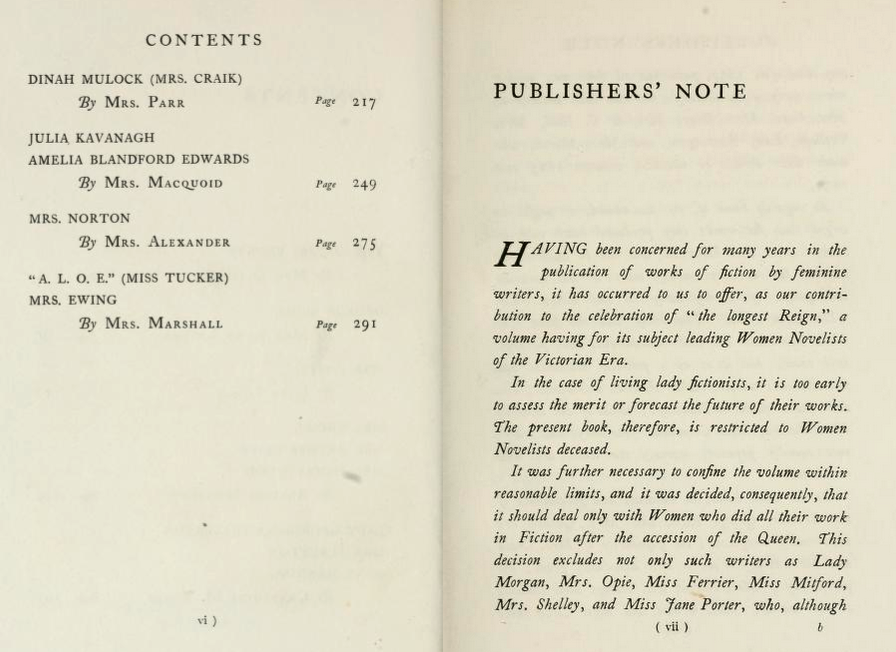 CONTENTS
DINAH MULOCK (MRS. CRAIK)
By Mrs. Parr Page 217
JULIA KAVANAGH
AMELIA BLANDFORD EDWARDS
By Mrs. Macquoid Page 249
MRS. NORTON
By Mrs. Alexander Page 275
“A. L. O. E.” (MISS TUCKER)
MRS. EWING
By Mrs. Marshall Page 291
vi )
PUBLISHERS’ NOTE
HAVING been concerned for many years in the
publication of works of fiction by feminine
writers, it has occurred to us to offer, as our contri-
bution to the celebration of “the longest Reign,” a
volume having for its subject leading Women Novelists
of the Victorian Era.
In the case of living lady fictionists, it is too early
to assess the merit or forecast the future of their works.
The present book, therefore, is restricted to Women
Novelists deceased.
It was further necessary to confine the volume within
reasonable limits, and it was decided, consequently, that
it should deal only with Women who did all their work
in Fiction after the accession of the Queen. This
decision excludes not only such writers as Lady
Morgan, Mrs. Opie, Miss Ferrier, Miss Mitford,
Mrs. Shelley, and Miss Jane Porter, who, although
( vii ) b